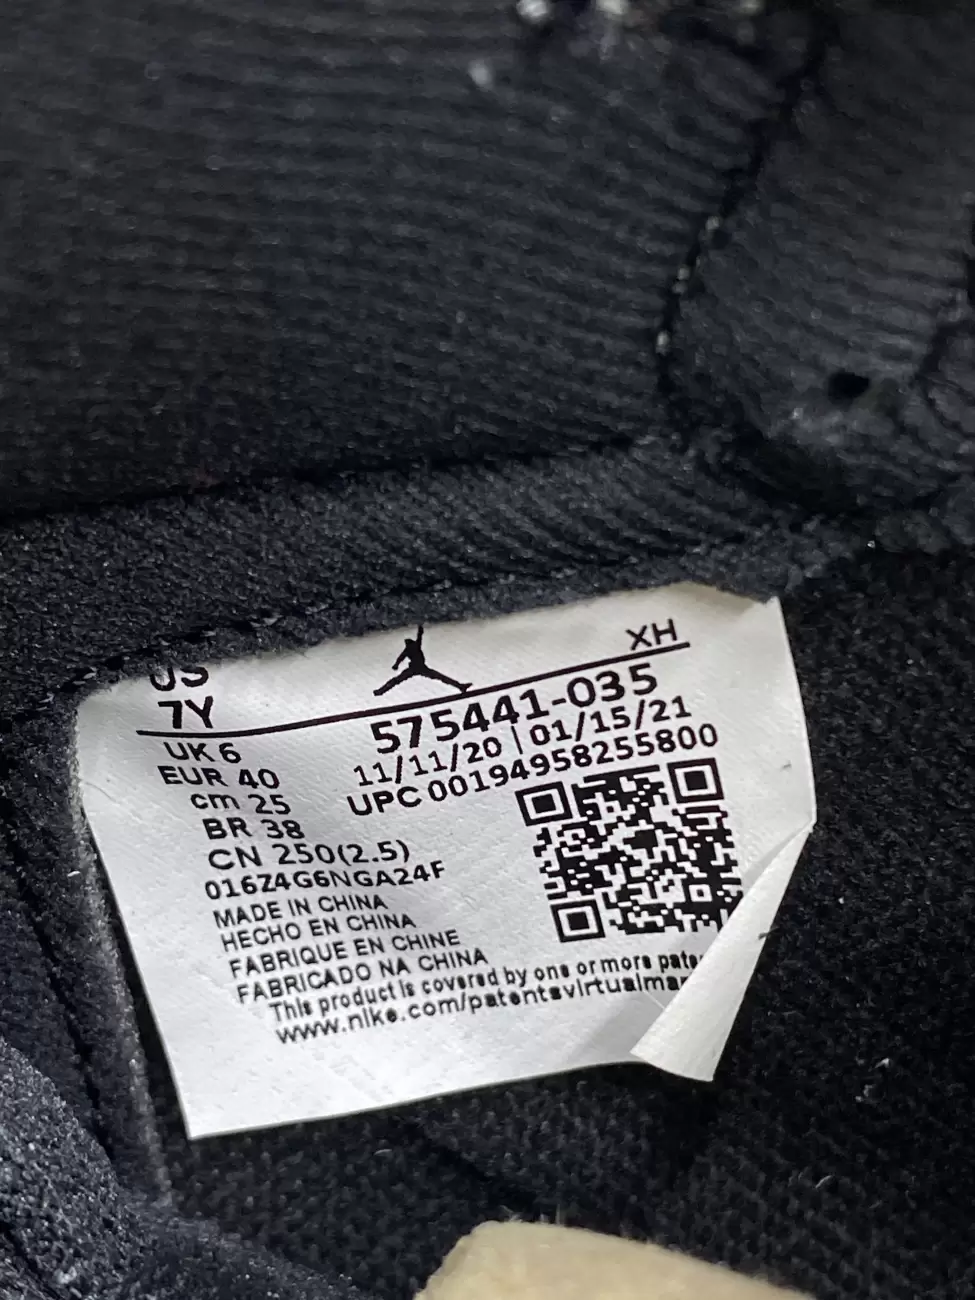 US
XH
7Y
575441-035
UK 6
11/11/20 | 01/15/21
EUR 40
UPC 00194958255800
cm 25
BR 38
CN 250(2.5)
016Z4G6NGA24F
MADE IN CHINA
HECHO EN CHINA
FABRIQUE EN CHINE
FABRICADO NA CHINA
This product is covered by one or more
www.nike.com/patents